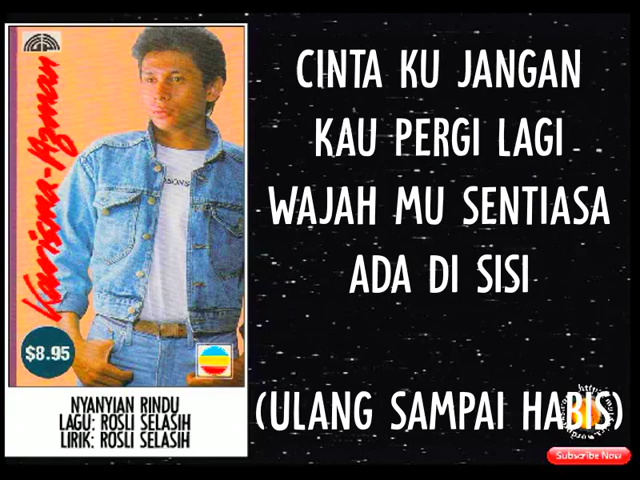 Karisma-Azman
$8.95
NYANYIAN RINDU
LAGU: ROSLI SELASIH
LIRIK: ROSLI SELASIH
CINTA KU JANGAN
KAU PERGI LAGI
WAJAH MU SENTIASA
ADA DI SISI
(ULANG SAMPAI HABIS)
Subscribe Now